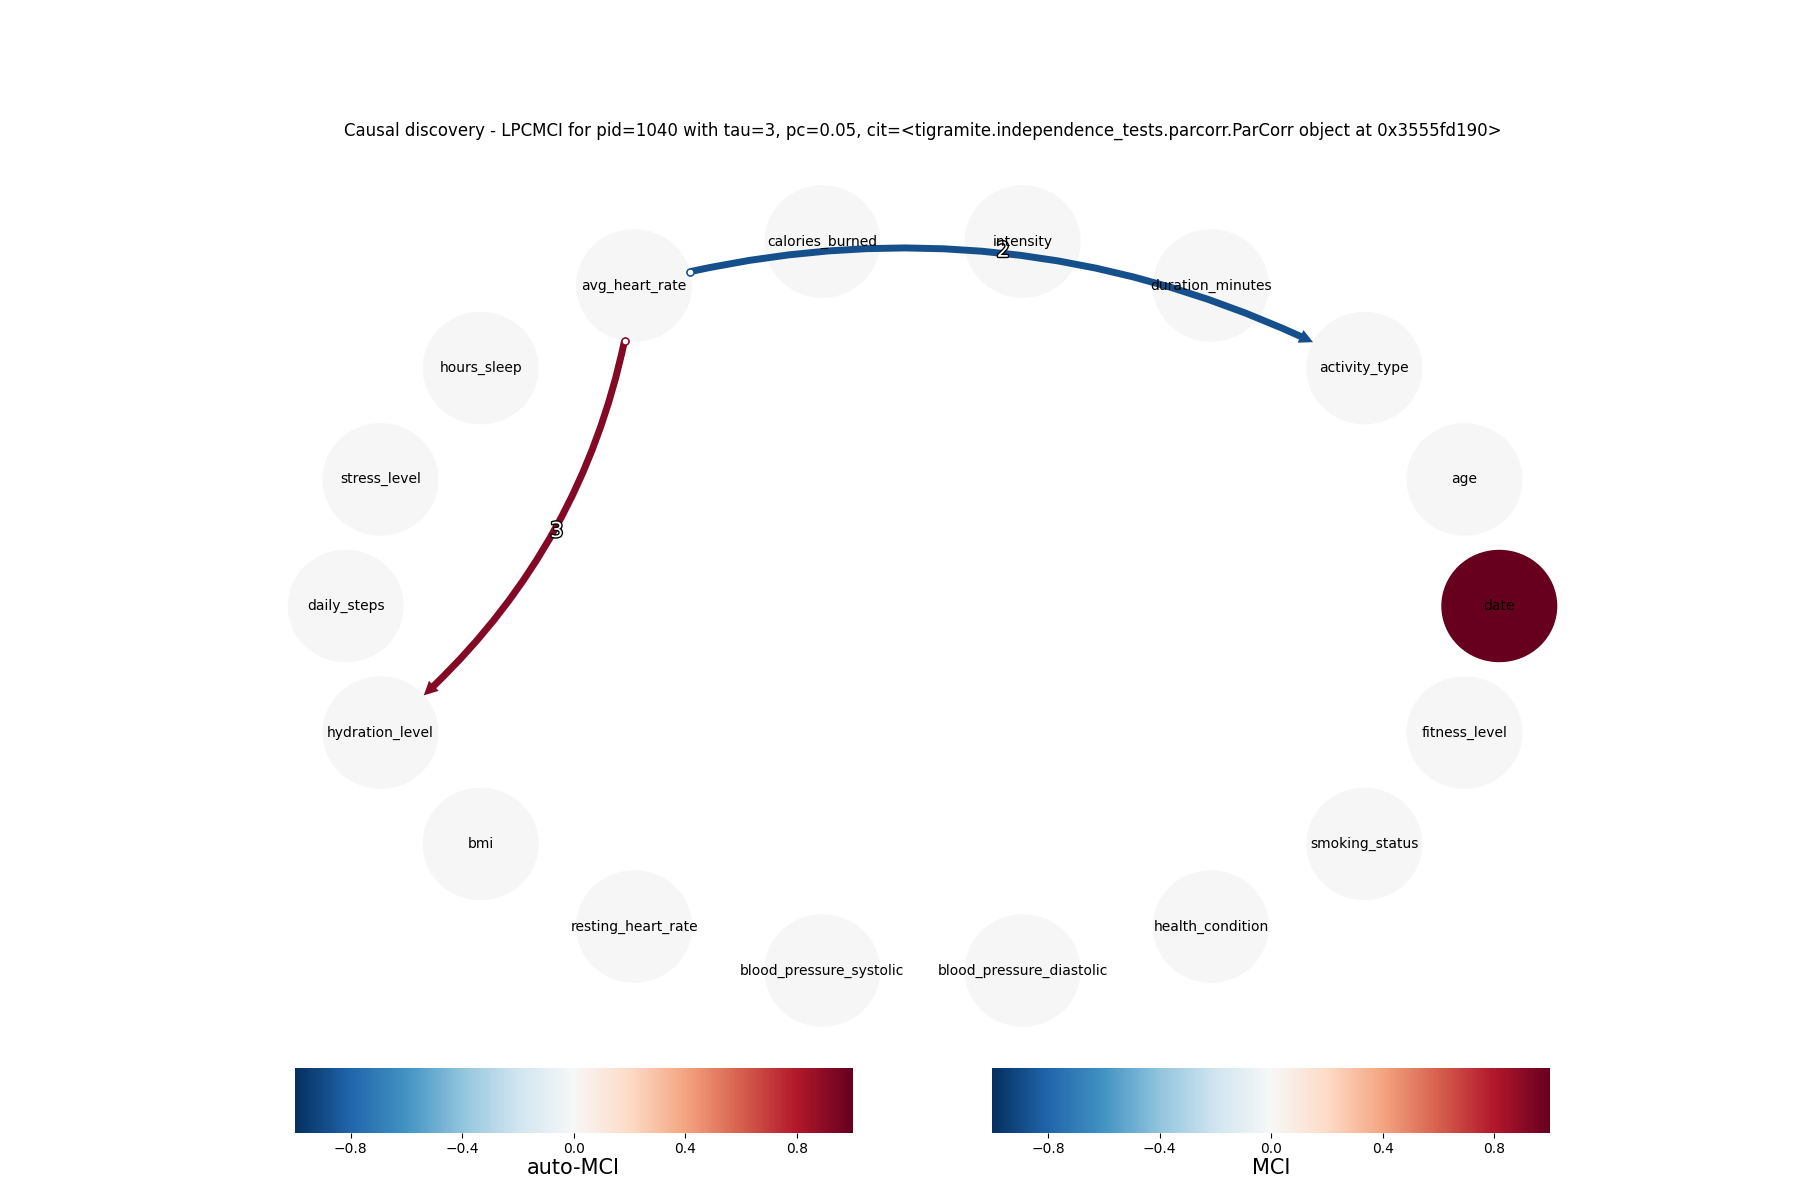 Causal discovery - LPCMCI for pid=1040 with tau=3, pc=0.05, cit=<tigramite.independence_tests.parcorr.ParCorr object at 0x3555fd190>
calories_burned
intensity
2
avg_heart_rate
duration_minutes
hours_sleep
activity_type
stress_level
age
3
daily_steps
date
hydration_level
fitness_level
bmi
smoking_status
resting_heart_rate
health_condition
blood_pressure_systolic
blood_pressure_diastolic
−0.8 −0.4 0.0 0.4 0.8
auto-MCI
−0.8 −0.4 0.0 0.4 0.8
MCI